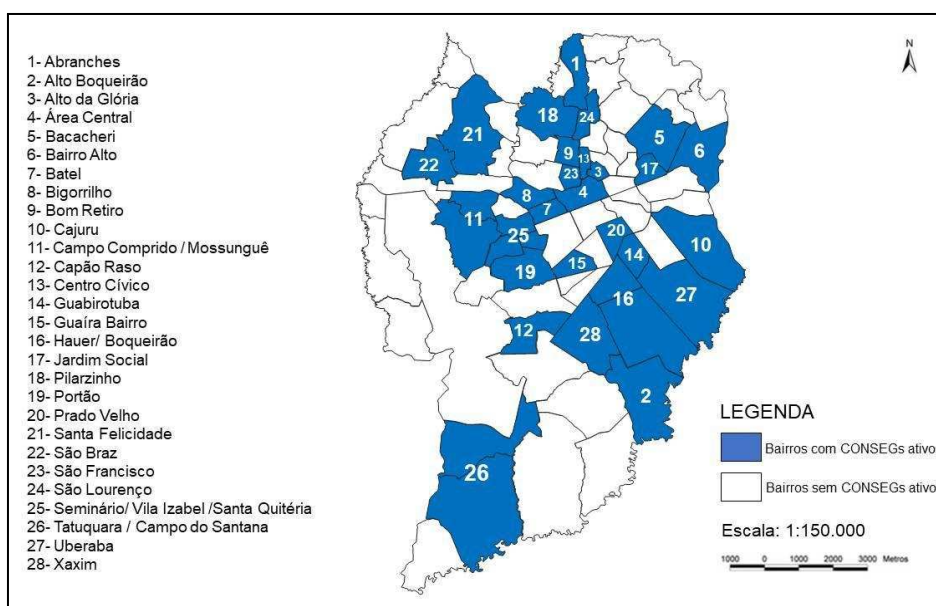 1- Abranches
2- Alto Boqueirão
3- Alto da Glória
4- Área Central
5- Bacacheri
6- Bairro Alto
7- Batel
8- Bigorrilho
9- Bom Retiro
10- Cajuru
11- Campo Comprido / Mossunguê
12- Capão Raso
13- Centro Cívico
14- Guabirotuba
15- Guaíra Bairro
16- Hauer/ Boqueirão
17- Jardim Social
18- Pilarzinho
19- Portão
20- Prado Velho
21- Santa Felicidade
22- São Braz
23- São Francisco
24- São Lourenço
25- Seminário/ Vila Izabel /Santa Quitéria
26- Tatuquara / Campo do Santana
27- Uberaba
28- Xaxim
N
1
18
24
21
5
6
22
9
13
17
23
3
8
4
7
11
20
10
25
14
15
19
27
16
12
28
2
26
LEGENDA
Bairros com CONSEGs ativo
Bairros sem CONSEGs ativo
Escala: 1:150.000
1000 0 1000 2000 3000 Metros